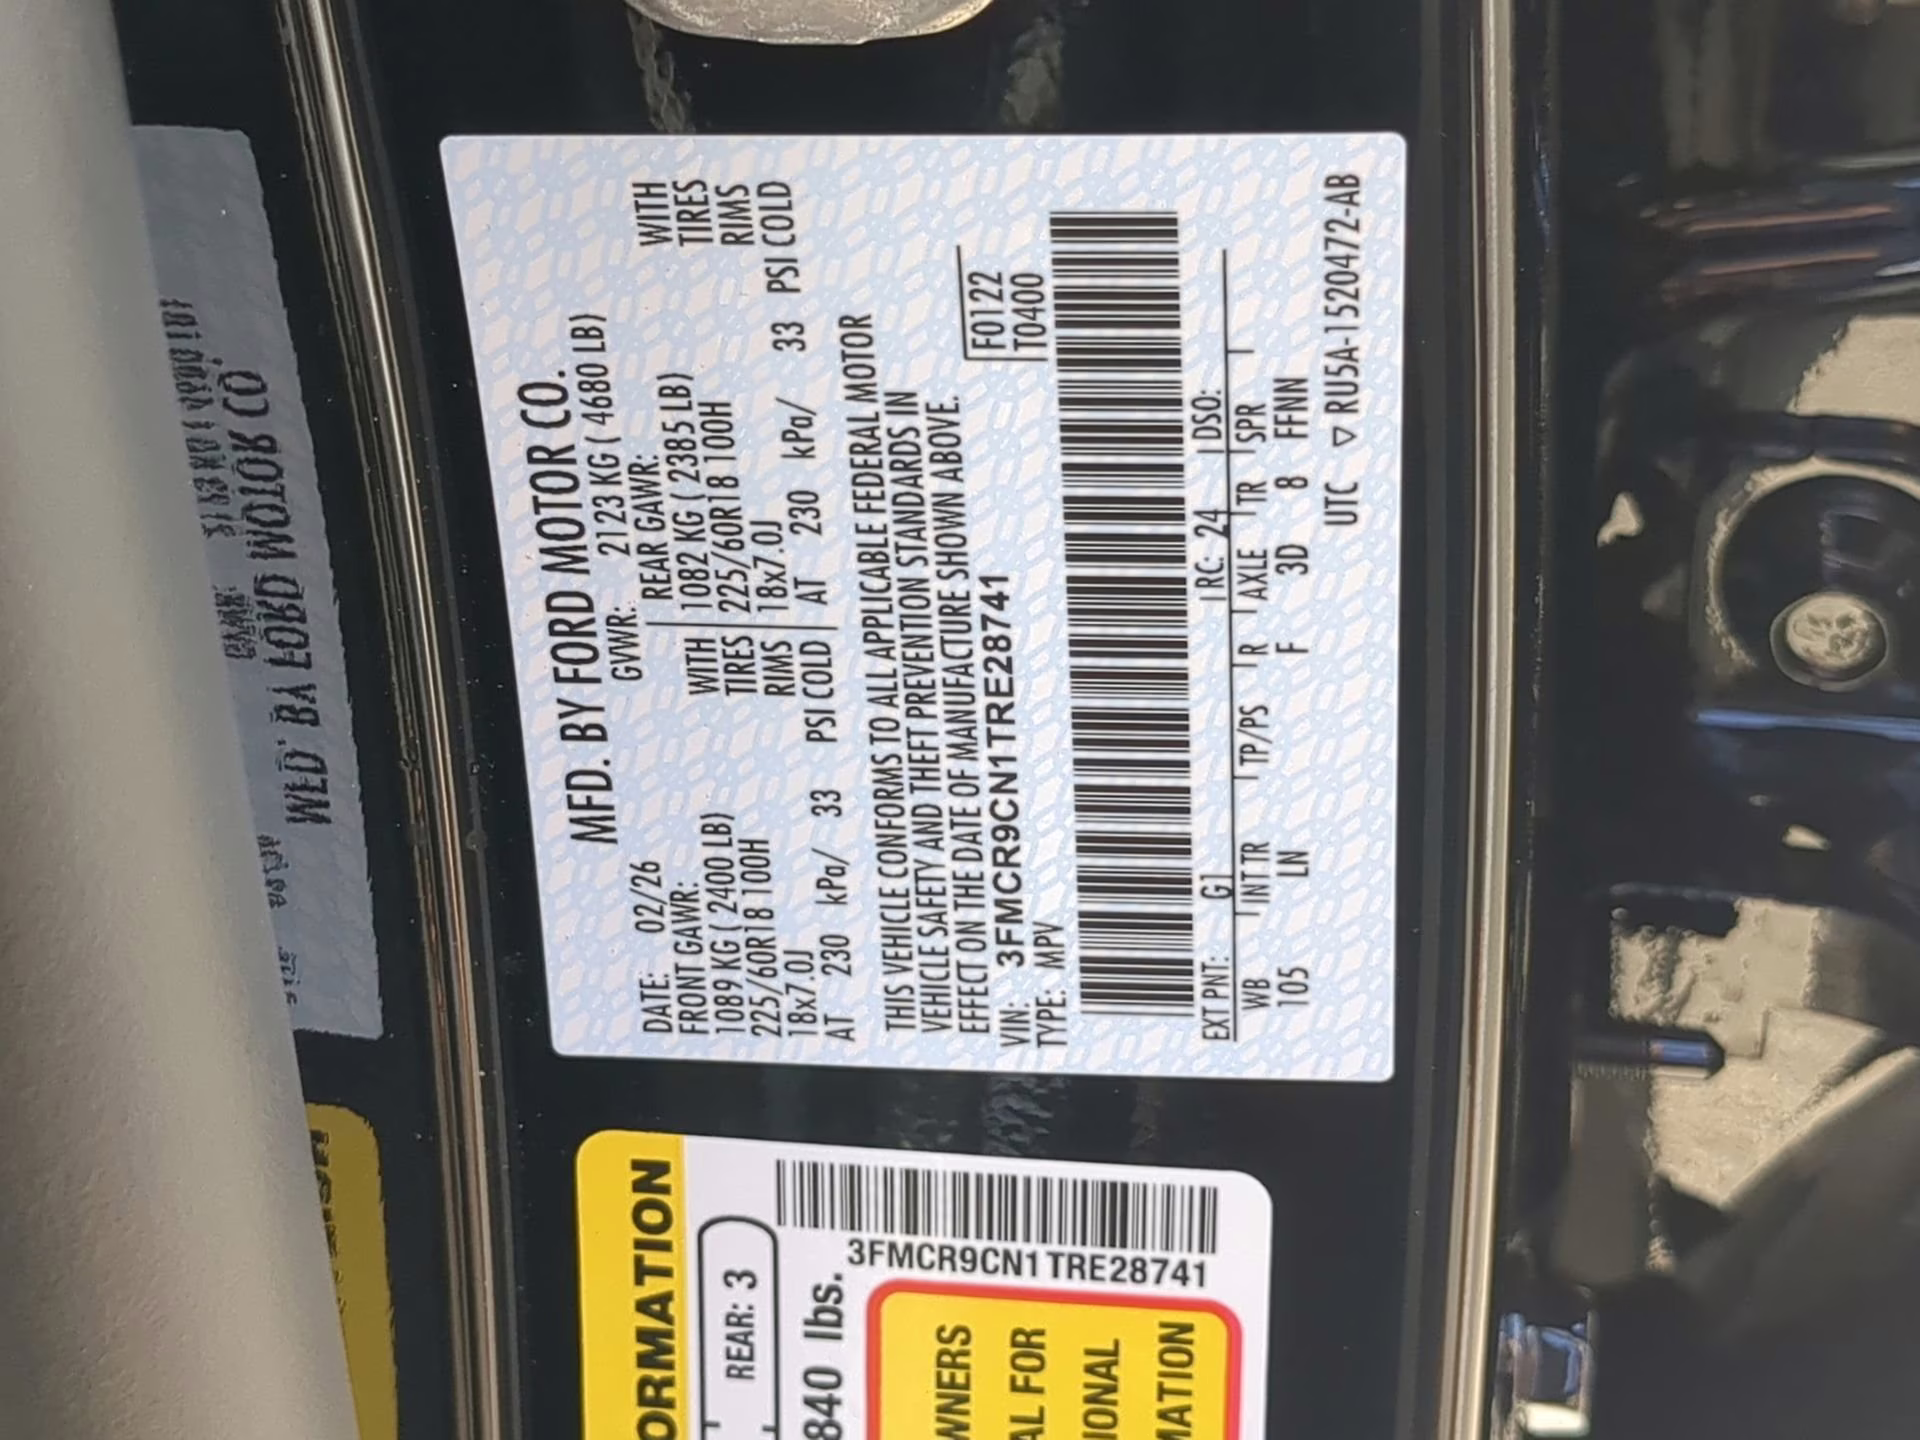 MFD. BY FORD MOTOR CO.
DATE: 02/26 GVWR: 2123 KG ( 4680 LB)
FRONT GAWR: REAR GAWR:
1089 KG ( 2400 LB) WITH 1082 KG ( 2385 LB) WITH
225/60R18 100H TIRES 225/60R18 100H TIRES
18x7.0J RIMS 18x7.0J RIMS
AT 230 kPa/ 33 PSI COLD AT 230 kPa/ 33 PSI COLD
THIS VEHICLE CONFORMS TO ALL APPLICABLE FEDERAL MOTOR
VEHICLE SAFETY AND THEFT PREVENTION STANDARDS IN
EFFECT ON THE DATE OF MANUFACTURE SHOWN ABOVE.
VIN: 3FMCR9CN1TRE28741 F0122
TYPE: MPV T0400
EXT PNT: G1 RC: 24 DSO:
WB INT TR TP/PS R AXLE TR SPR
105 LN F 3D 8 FFNN
UTC ▽ RU5A-1520472-AB
ORMATION
REAR: 3
840 lbs.
3FMCR9CN1TRE28741
WNERS
AL FOR
IONAL
MATION